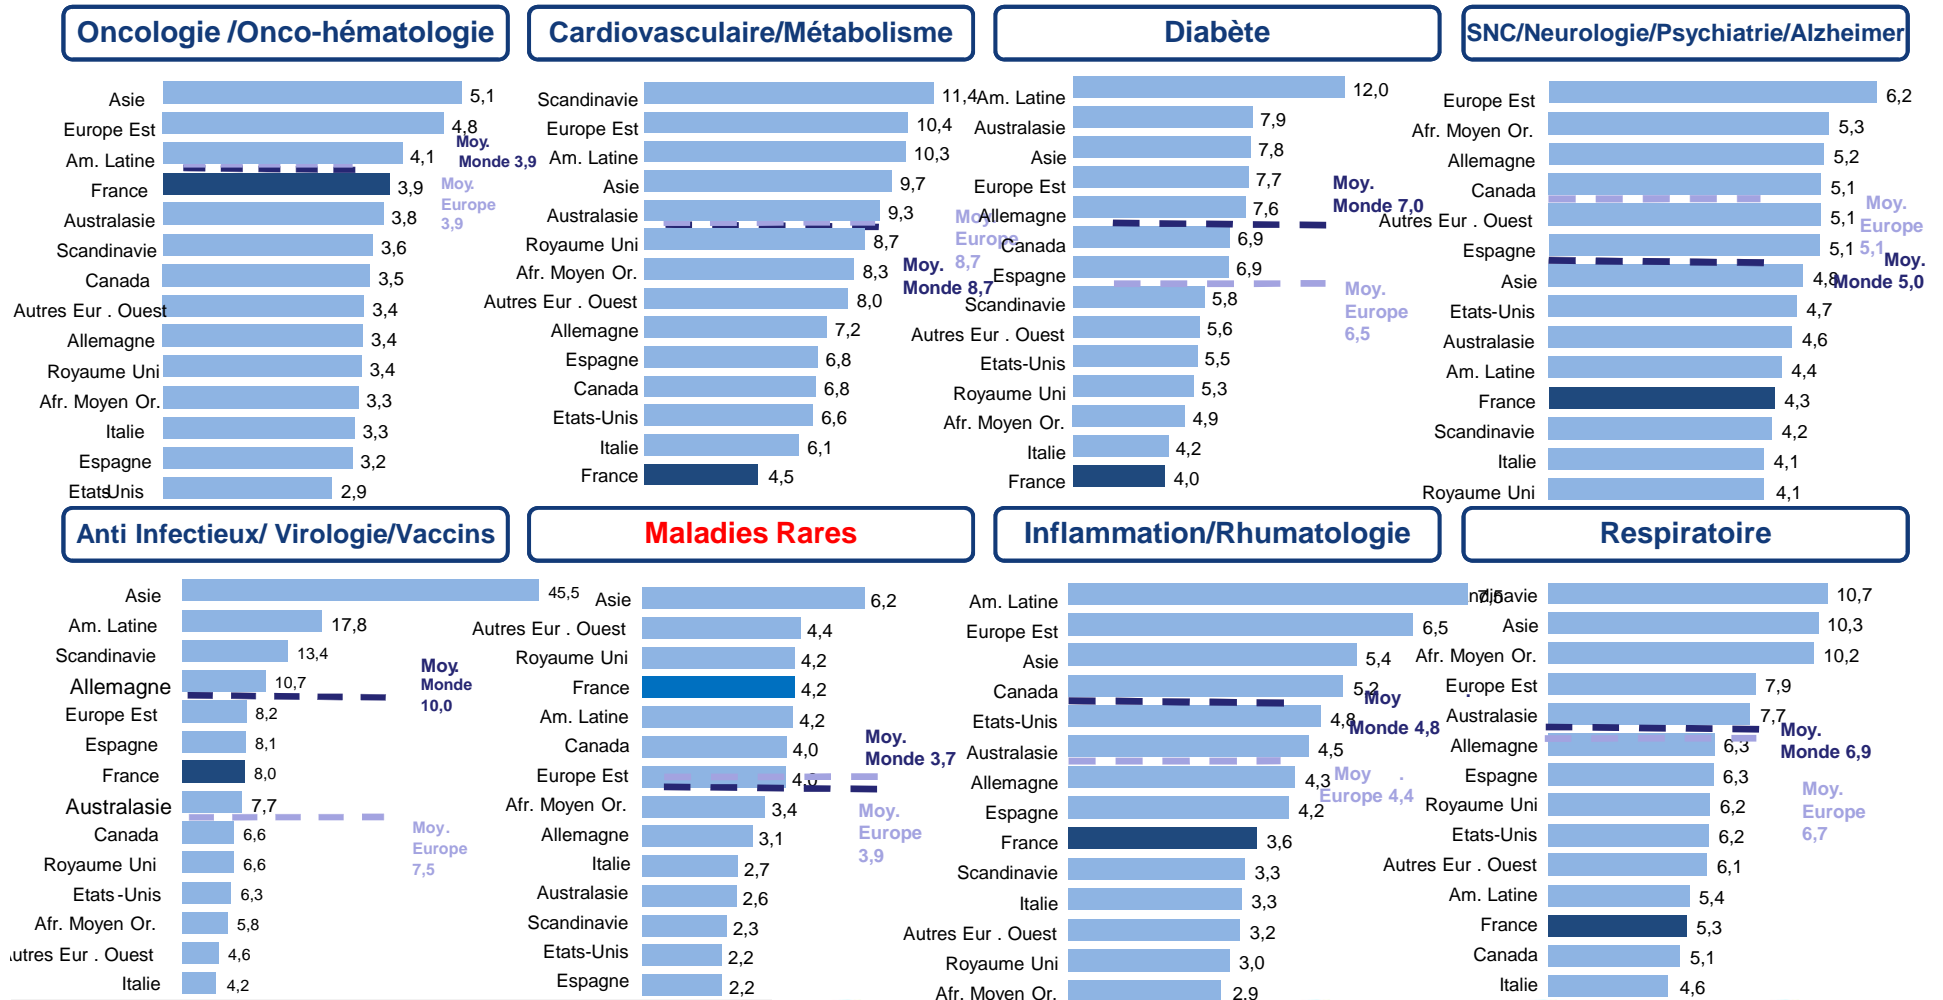 Oncologie /Onco-hématologie
Asie 5,1
Europe Est 4,8
Am. Latine 4,1
France 3,9
Australasie 3,8
Scandinavie 3,6
Canada 3,5
Autres Eur . Ouest 3,4
Allemagne 3,4
Royaume Uni 3,4
Afr. Moyen Or. 3,3
Italie 3,3
Espagne 3,2
EtatsUnis 2,9
Moy.
Monde 3,9
Moy.
Europe
3,9
Cardiovasculaire/Métabolisme
Scandinavie 11,4
Europe Est 10,4
Am. Latine 10,3
Asie 9,7
Australasie 9,3
Royaume Uni 8,7
Afr. Moyen Or. 8,3
Autres Eur . Ouest 8,0
Allemagne 7,2
Espagne 6,8
Canada 6,8
Etats-Unis 6,6
Italie 6,1
France 4,5
Moy.
Europe
8,7
Moy.
Monde 8,7
Diabète
Am. Latine 12,0
Australasie 7,9
Asie 7,8
Europe Est 7,7
Allemagne 7,6
Canada 6,9
Espagne 6,9
Scandinavie 5,8
Autres Eur . Ouest 5,6
Etats-Unis 5,5
Royaume Uni 5,3
Afr. Moyen Or. 4,9
Italie 4,2
France 4,0
Moy.
Monde 7,0
Moy.
Europe
6,5
SNC/Neurologie/Psychiatrie/Alzheimer
Europe Est 6,2
Afr. Moyen Or. 5,3
Allemagne 5,2
Canada 5,1
Autres Eur . Ouest 5,1
Espagne 5,1
Asie 4,8
Etats-Unis 4,7
Australasie 4,6
Am. Latine 4,4
France 4,3
Scandinavie 4,2
Italie 4,1
Royaume Uni 4,1
Moy.
Europe
5,1
Moy.
Monde 5,0
Anti Infectieux/ Virologie/Vaccins
Asie 45,5
Am. Latine 17,8
Scandinavie 13,4
Allemagne 10,7
Europe Est 8,2
Espagne 8,1
France 8,0
Australasie 7,7
Canada 6,6
Royaume Uni 6,6
Etats-Unis 6,3
Afr. Moyen Or. 5,8
utres Eur . Ouest 4,6
Italie 4,2
Moy.
Monde
10,0
Moy.
Europe
7,5
Maladies Rares
Asie 6,2
Autres Eur . Ouest 4,4
Royaume Uni 4,2
France 4,2
Am. Latine 4,2
Canada 4,0
Europe Est 4,0
Afr. Moyen Or. 3,4
Allemagne 3,1
Italie 2,7
Australasie 2,6
Scandinavie 2,3
Etats-Unis 2,2
Espagne 2,2
Moy.
Monde 3,7
Moy.
Europe
3,9
Inflammation/Rhumatologie
Am. Latine 7,5
Europe Est 6,5
Asie 5,4
Canada 5,2
Etats-Unis 4,8
Australasie 4,5
Allemagne 4,3
Espagne 4,2
France 3,6
Scandinavie 3,3
Italie 3,3
Autres Eur . Ouest 3,2
Royaume Uni 3,0
Afr. Moyen Or. 2,9
Moy .
Monde 4,8
Moy .
Europe 4,4
Respiratoire
ndinavie 10,7
Asie 10,3
Afr. Moyen Or. 10,2
Europe Est 7,9
Australasie 7,7
Allemagne 6,3
Espagne 6,3
Royaume Uni 6,2
Etats-Unis 6,2
Autres Eur . Ouest 6,1
Am. Latine 5,4
France 5,3
Canada 5,1
Italie 4,6
Moy.
Monde 6,9
Moy.
Europe
6,7